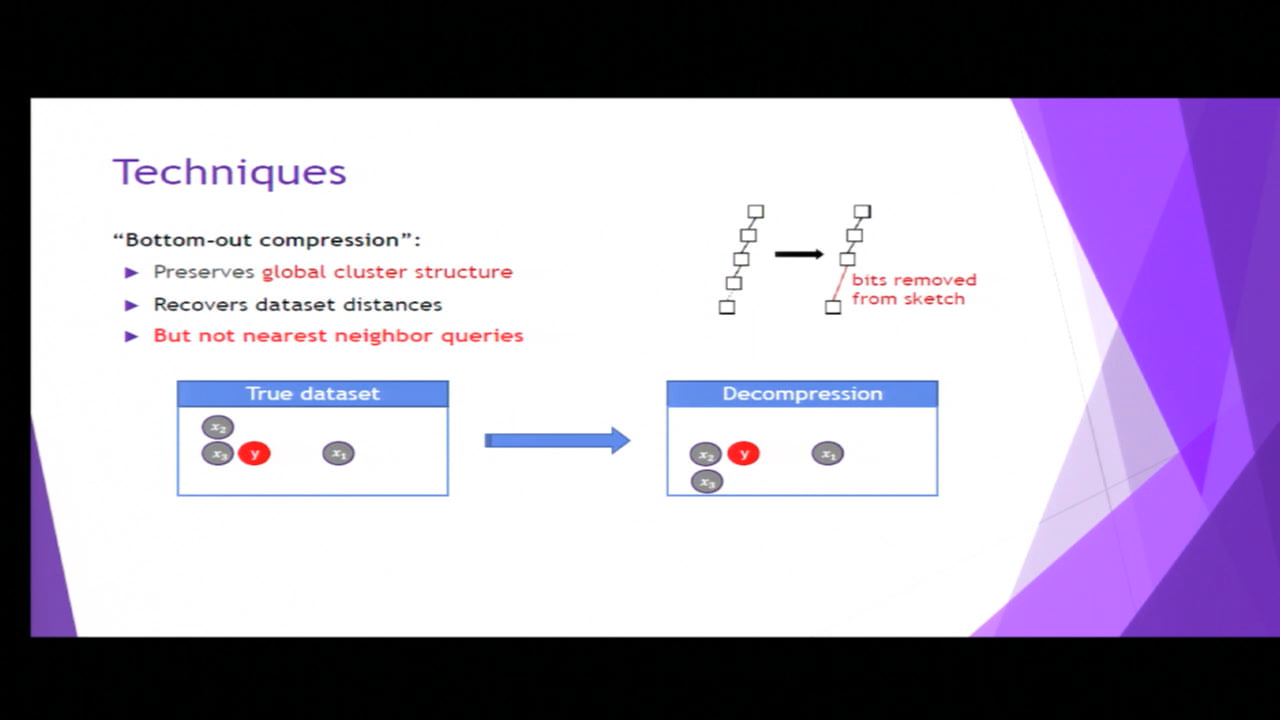 Techniques
“Bottom-out compression”:
Preserves global cluster structure
Recovers dataset distances
But not nearest neighbor queries
bits removed
from sketch
True dataset
x₂
x₃ y x₁
Decompression
x₂ y x₁
x₃